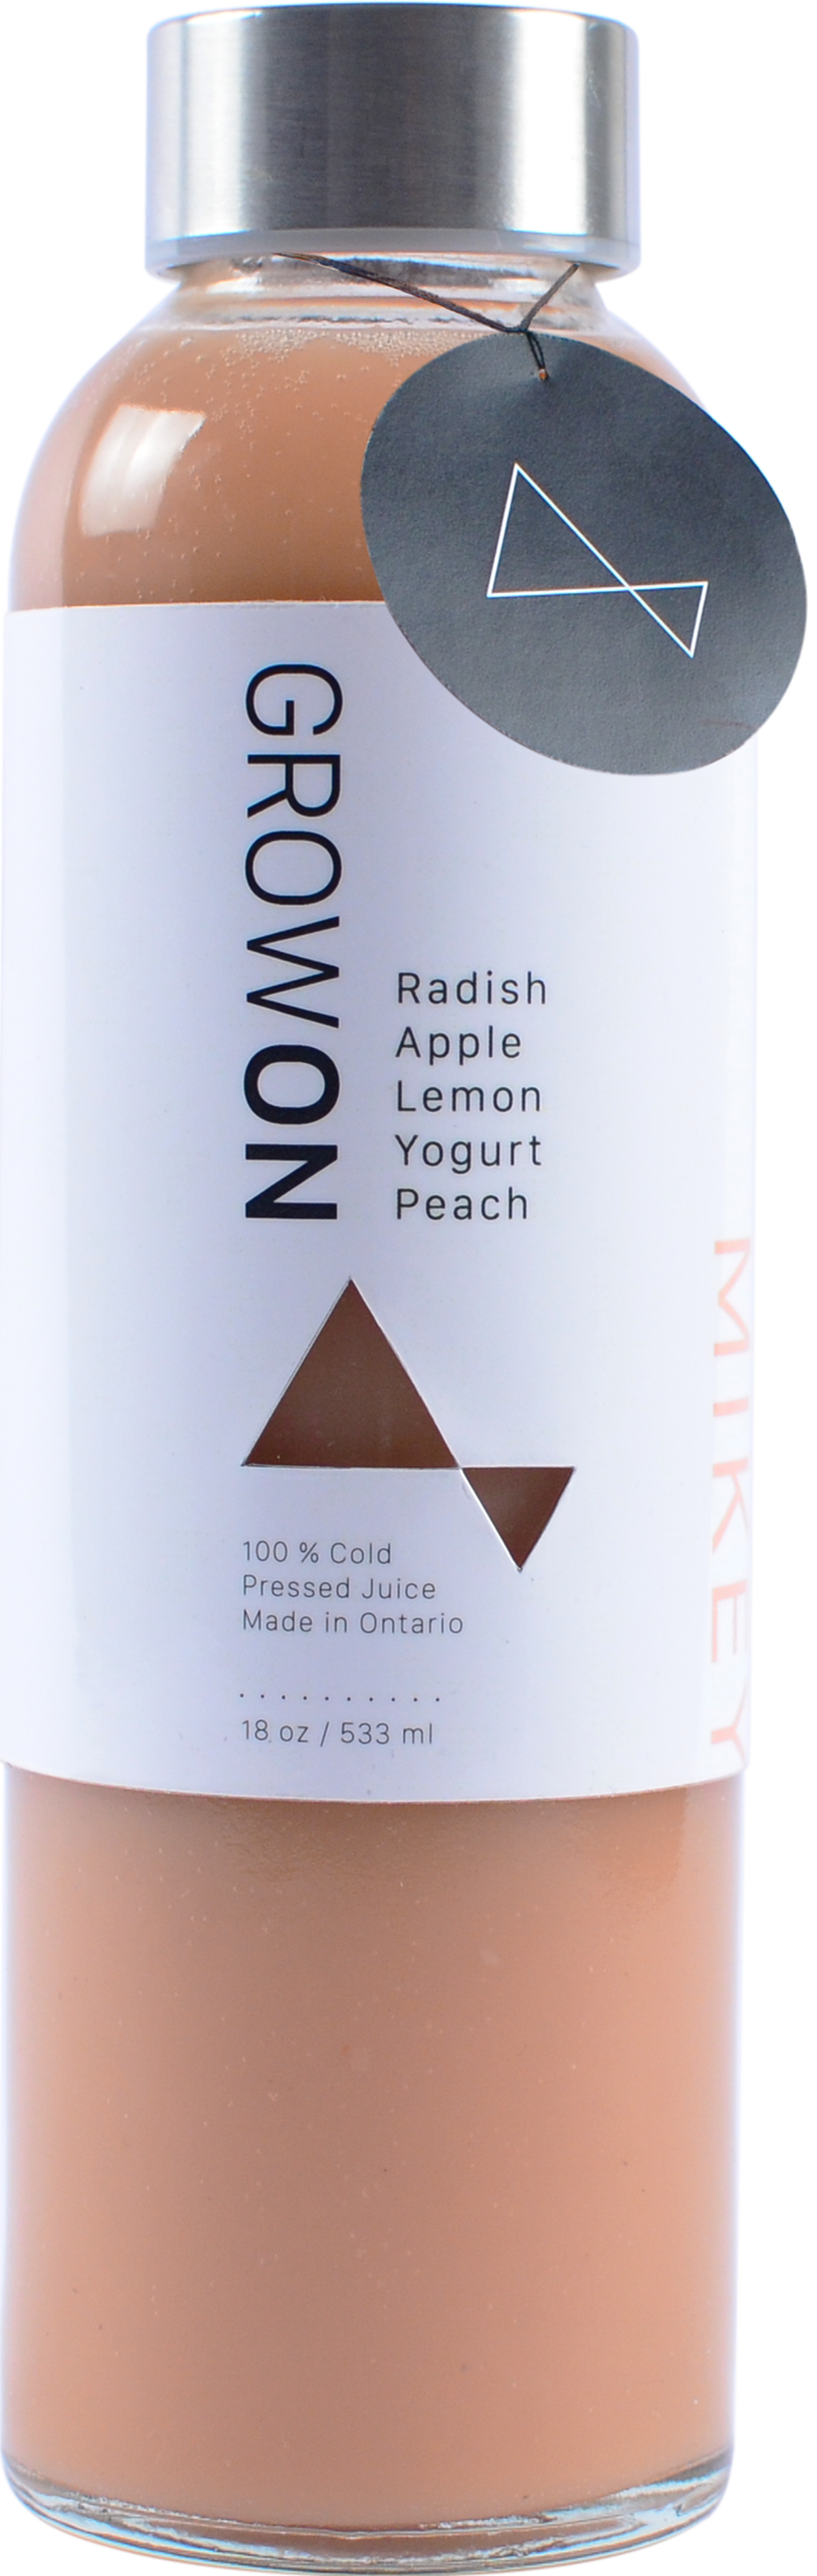 GROWON
Radish
Apple
Lemon
Yogurt
Peach
100 % Cold
Pressed Juice
Made in Ontario
..........
18 oz / 533 ml
MIKEY